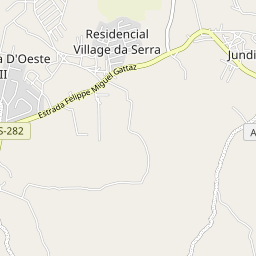 Residencial
Village da Serra
a D'Oeste
II
Jundi
Estrada Felippe Miguel Gattaz
S-282
A